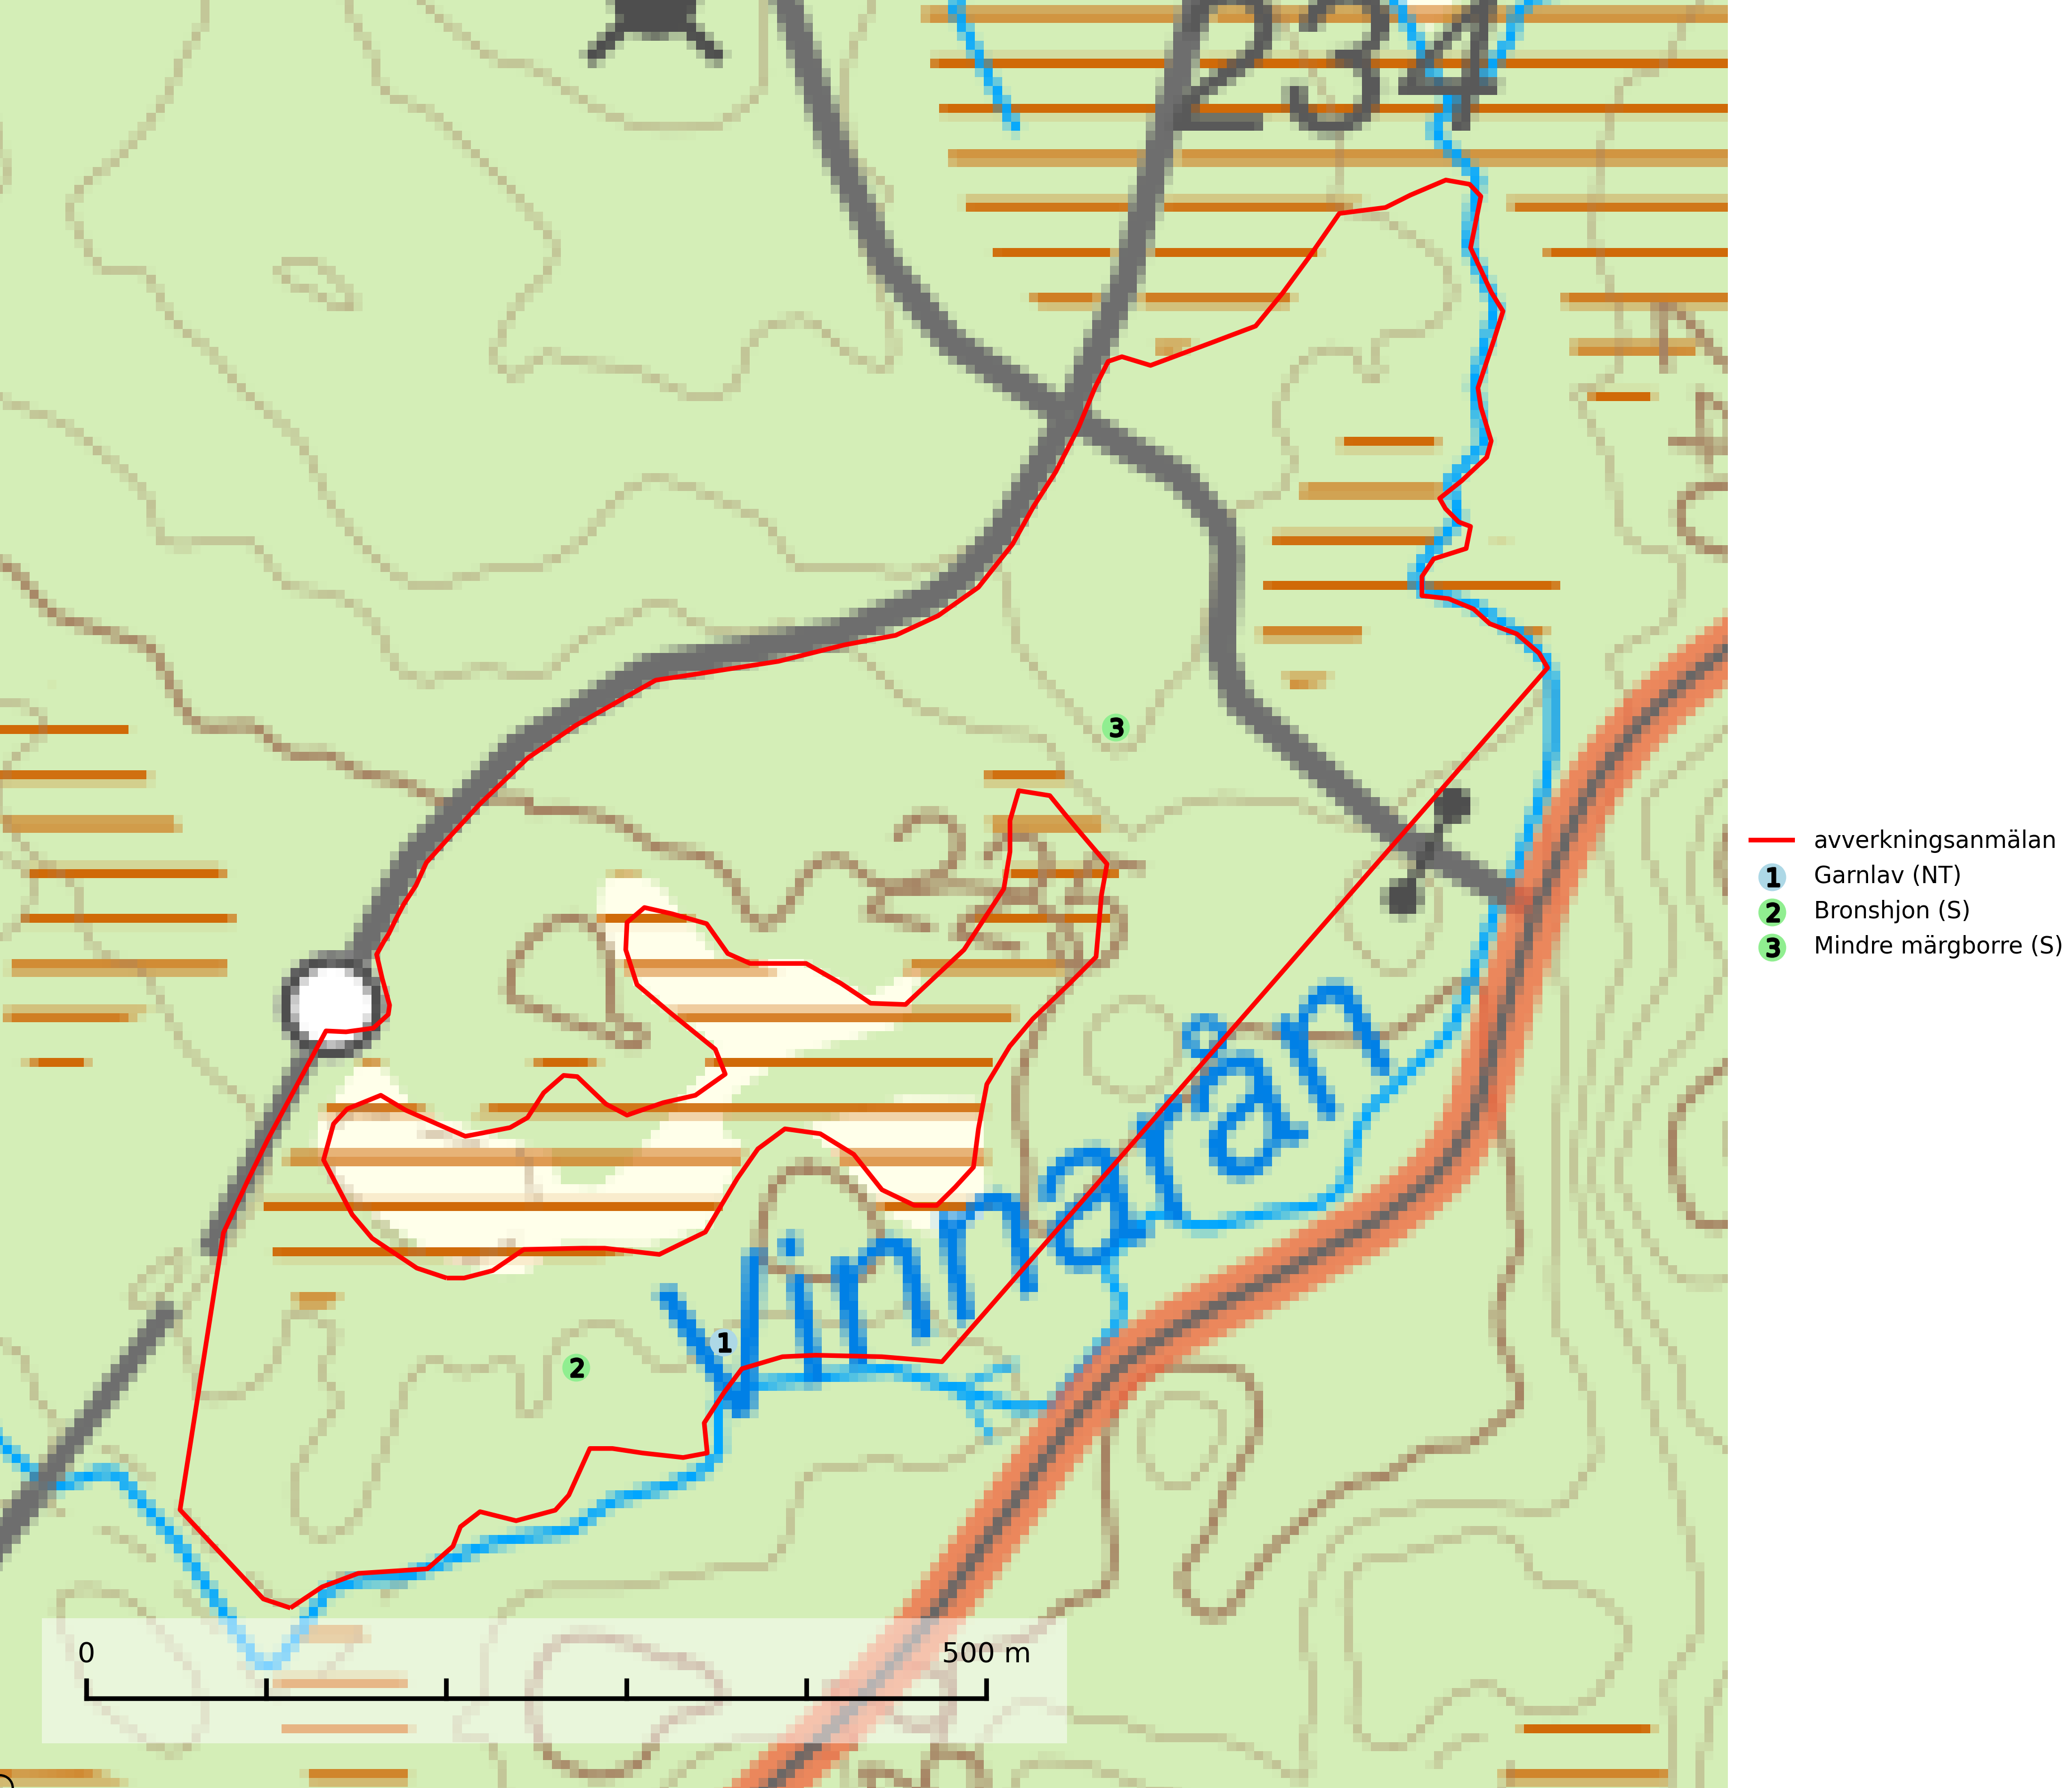 234
Vinnarån
avverkningsanmälan
1 Garnlav (NT)
2 Bronshjon (S)
3 Mindre märgborre (S)
3
1
2
0 500 m